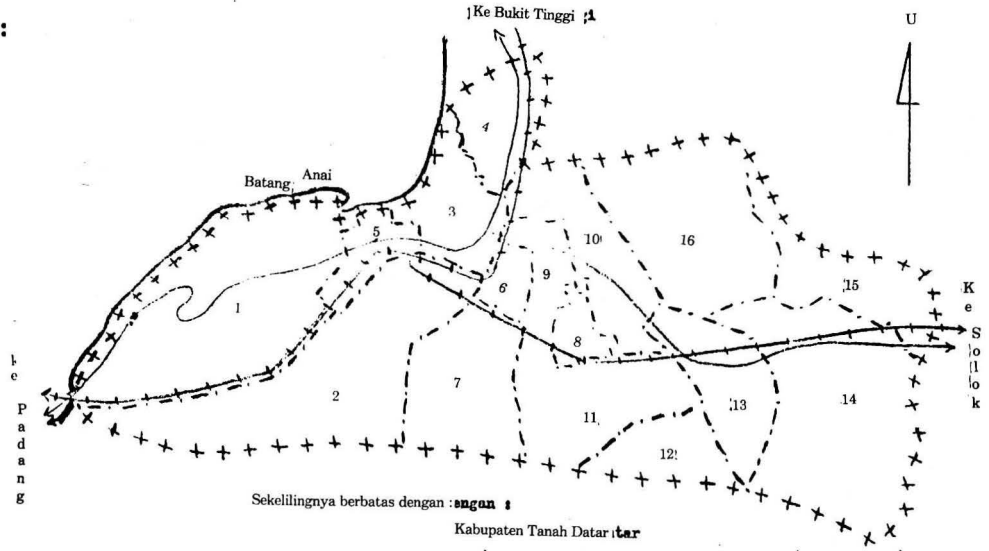 Ke Bukit Tinggi
U
:
Batang Anai
4
3
5
10
16
6
9
15
1
8
2
7
11
13
14
12
Ke Solok
ke Padang
Sekelilingnya berbatas dengan :
Kabupaten Tanah Datar